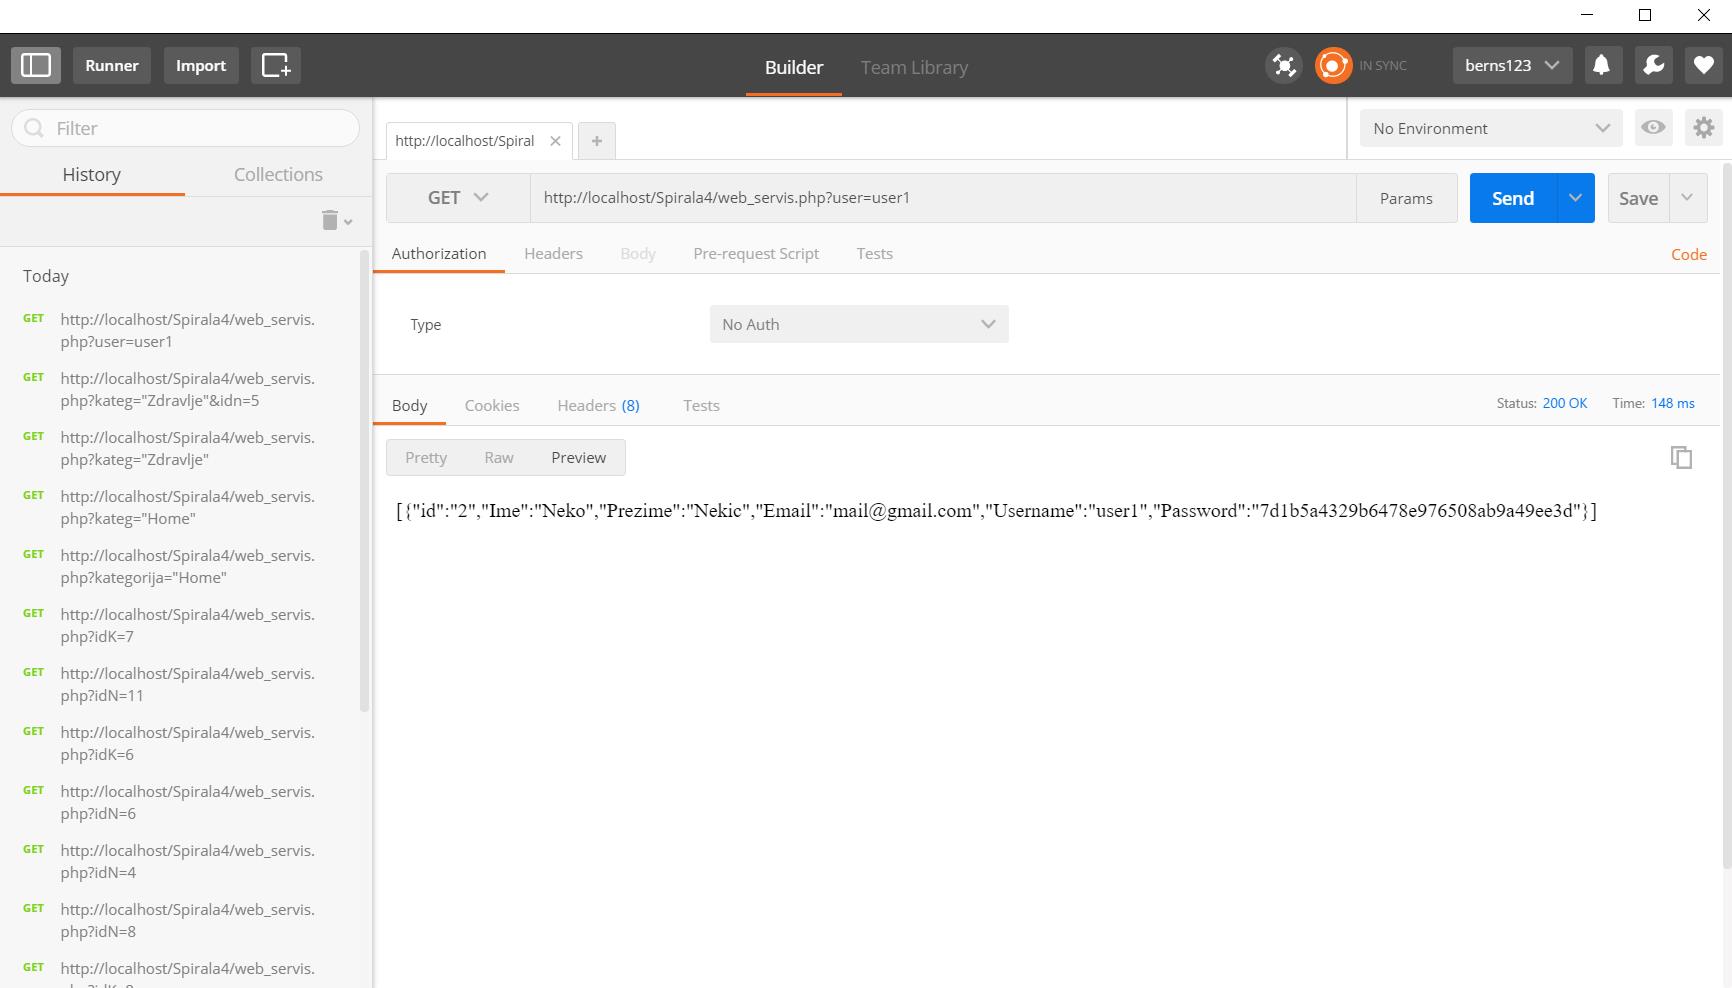 Runner
Import
Builder
Team Library
IN SYNC
berns123
Filter
History
Collections
Today
GET http://localhost/Spirala4/web_servis.
php?user=user1
GET http://localhost/Spirala4/web_servis.
php?kateg="Zdravlje"&idn=5
GET http://localhost/Spirala4/web_servis.
php?kateg="Zdravlje"
GET http://localhost/Spirala4/web_servis.
php?kateg="Home"
GET http://localhost/Spirala4/web_servis.
php?kategorija="Home"
GET http://localhost/Spirala4/web_servis.
php?idK=7
GET http://localhost/Spirala4/web_servis.
php?idN=11
GET http://localhost/Spirala4/web_servis.
php?idK=6
GET http://localhost/Spirala4/web_servis.
php?idN=6
GET http://localhost/Spirala4/web_servis.
php?idN=4
GET http://localhost/Spirala4/web_servis.
php?idN=8
GET http://localhost/Spirala4/web_servis.
http://localhost/Spiral
No Environment
GET http://localhost/Spirala4/web_servis.php?user=user1 Params Send Save
Authorization Headers Body Pre-request Script Tests Code
Type No Auth
Body Cookies Headers (8) Tests Status: 200 OK Time: 148 ms
Pretty Raw Preview
[{"id":"2","Ime":"Neko","Prezime":"Nekic","Email":"mail@gmail.com","Username":"user1","Password":"7d1b5a4329b6478e976508ab9a49ee3d"}]